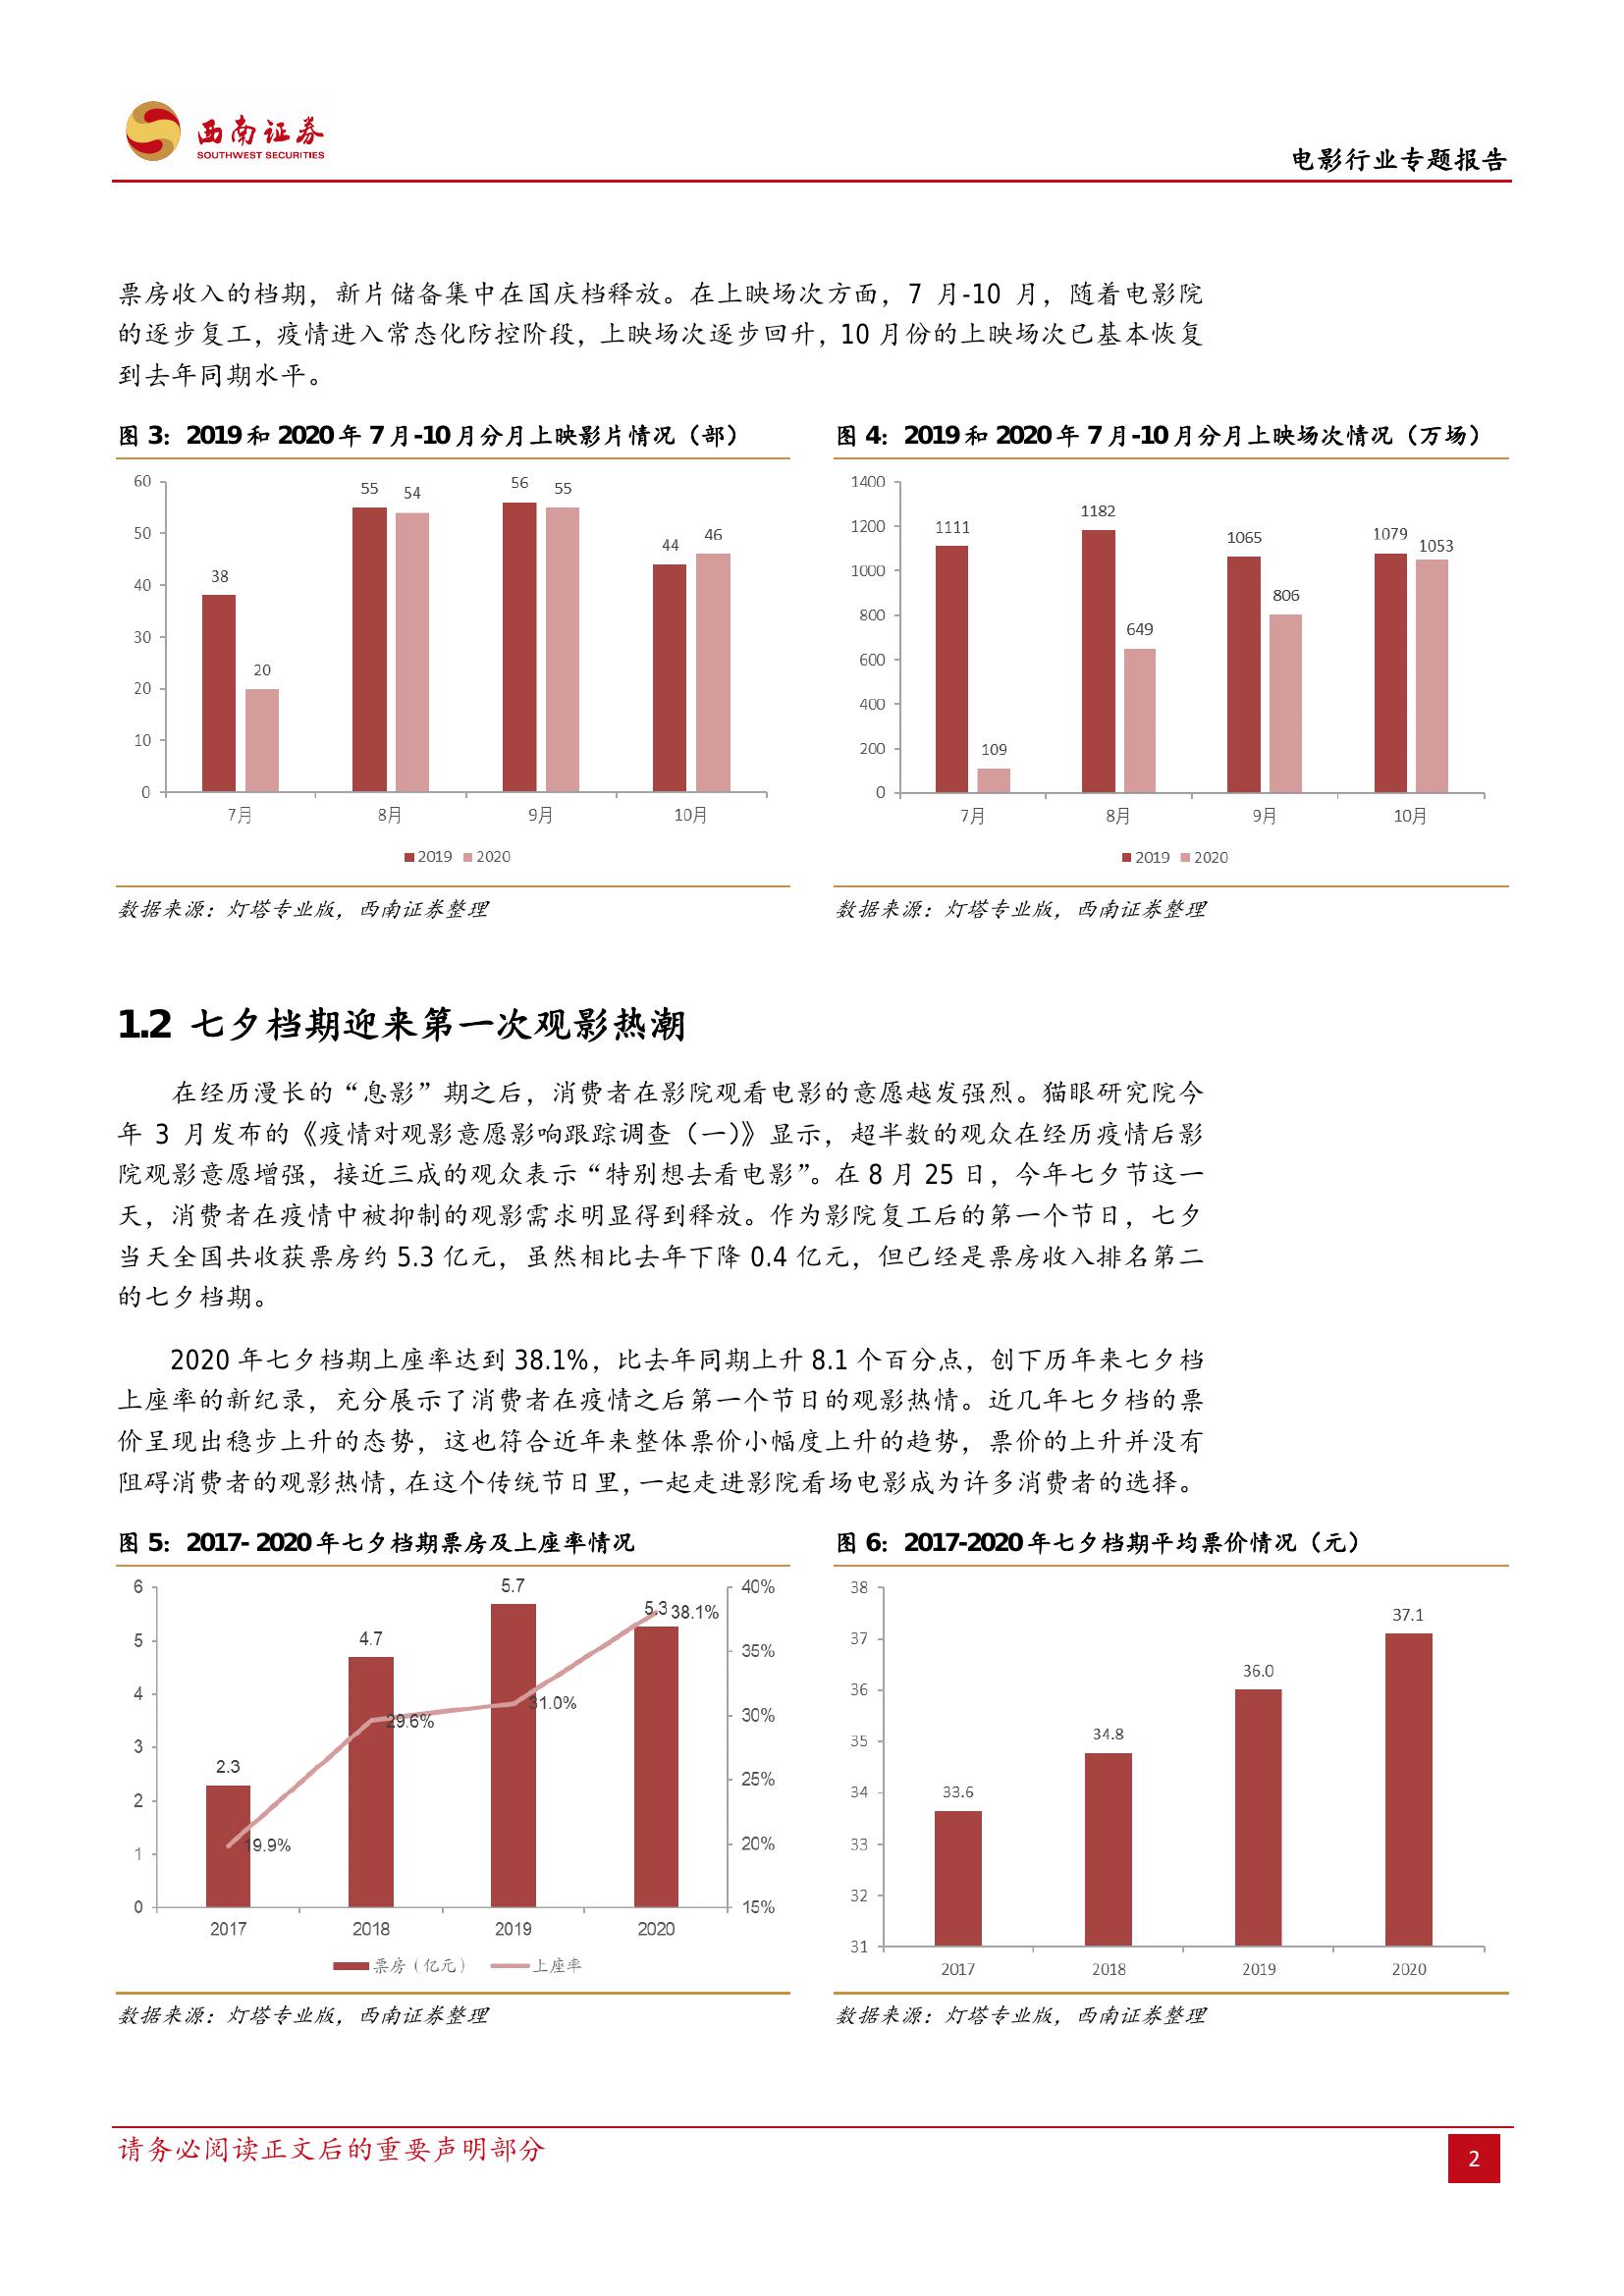 西南证券
SOUTHWEST SECURITIES
电影行业专题报告
票房收入的档期，新片储备集中在国庆档释放。在上映场次方面，7 月-10 月，随着电影院
的逐步复工，疫情进入常态化防控阶段，上映场次逐步回升，10 月份的上映场次已基本恢复
到去年同期水平。
图 3：2019 和 2020 年 7 月-10 月分月上映影片情况（部）
60
50
40
30
20
10
0
38
20
55
54
56
55
44
46
7月
8月
9月
10月
2019 2020
数据来源：灯塔专业版，西南证券整理
图 4：2019 和 2020 年 7 月-10 月分月上映场次情况（万场）
1400
1200
1000
800
600
400
200
0
1111
109
1182
649
1065
806
1079
1053
7月
8月
9月
10月
2019 2020
数据来源：灯塔专业版，西南证券整理
1.2 七夕档期迎来第一次观影热潮
在经历漫长的“息影”期之后，消费者在影院观看电影的意愿越发强烈。猫眼研究院今
年 3 月发布的《疫情对观影意愿影响跟踪调查（一）》显示，超半数的观众在经历疫情后影
院观影意愿增强，接近三成的观众表示“特别想去看电影”。在 8 月 25 日，今年七夕节这一
天，消费者在疫情中被抑制的观影需求明显得到释放。作为影院复工后的第一个节日，七夕
当天全国共收获票房约 5.3 亿元，虽然相比去年下降 0.4 亿元，但已经是票房收入排名第二
的七夕档期。
2020 年七夕档期上座率达到 38.1%，比去年同期上升 8.1 个百分点，创下历年来七夕档
上座率的新纪录，充分展示了消费者在疫情之后第一个节日的观影热情。近几年七夕档的票
价呈现出稳步上升的态势，这也符合近年来整体票价小幅度上升的趋势，票价的上升并没有
阻碍消费者的观影热情，在这个传统节日里，一起走进影院看场电影成为许多消费者的选择。
图 5：2017- 2020 年七夕档期票房及上座率情况
6
5
4
3
2
1
0
2.3
4.7
5.7
5.3
19.9%
29.6%
31.0%
38.1%
40%
35%
30%
25%
20%
15%
2017
2018
2019
2020
票房（亿元） 上座率
数据来源：灯塔专业版，西南证券整理
图 6：2017-2020 年七夕档期平均票价情况（元）
38
37
36
35
34
33
32
31
33.6
34.8
36.0
37.1
2017
2018
2019
2020
数据来源：灯塔专业版，西南证券整理
请务必阅读正文后的重要声明部分
2